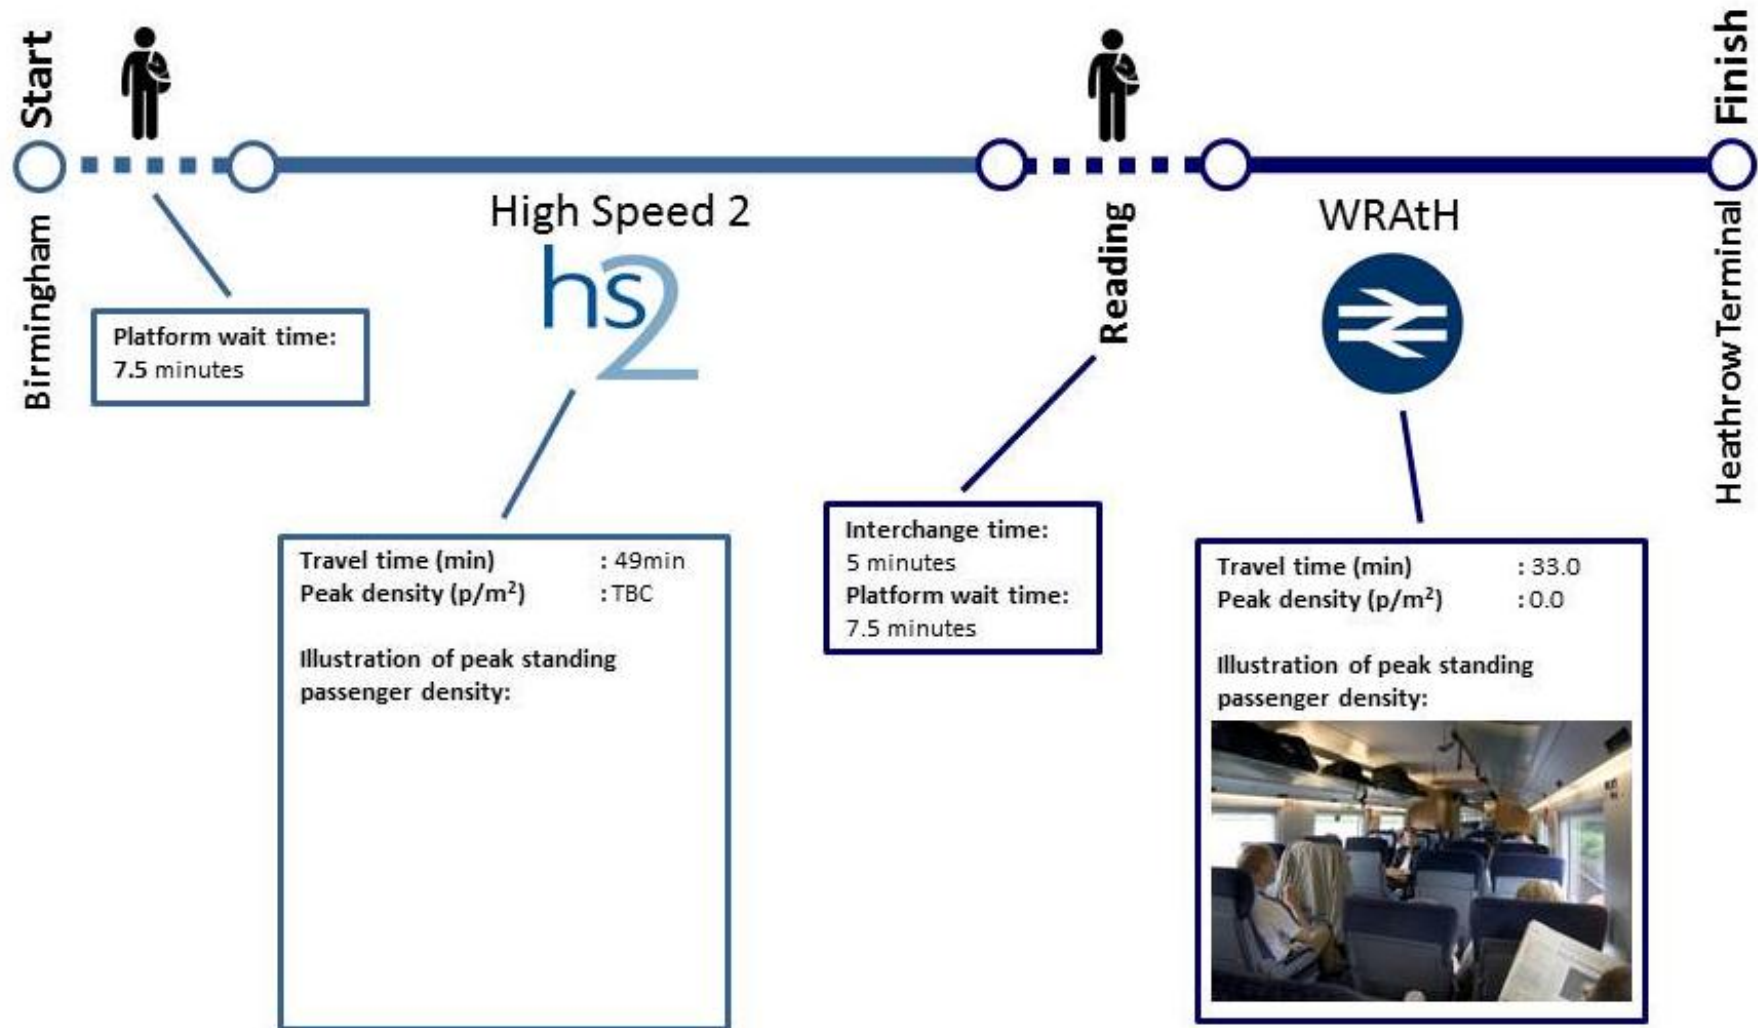 Start
Birmingham
Platform wait time:
7.5 minutes
High Speed 2
hs2
Travel time (min) : 49min
Peak density (p/m²) : TBC
Illustration of peak standing
passenger density:
Reading
Interchange time:
5 minutes
Platform wait time:
7.5 minutes
WRAtH
Travel time (min) : 33.0
Peak density (p/m²) : 0.0
Illustration of peak standing
passenger density:
Finish
Heathrow Terminal